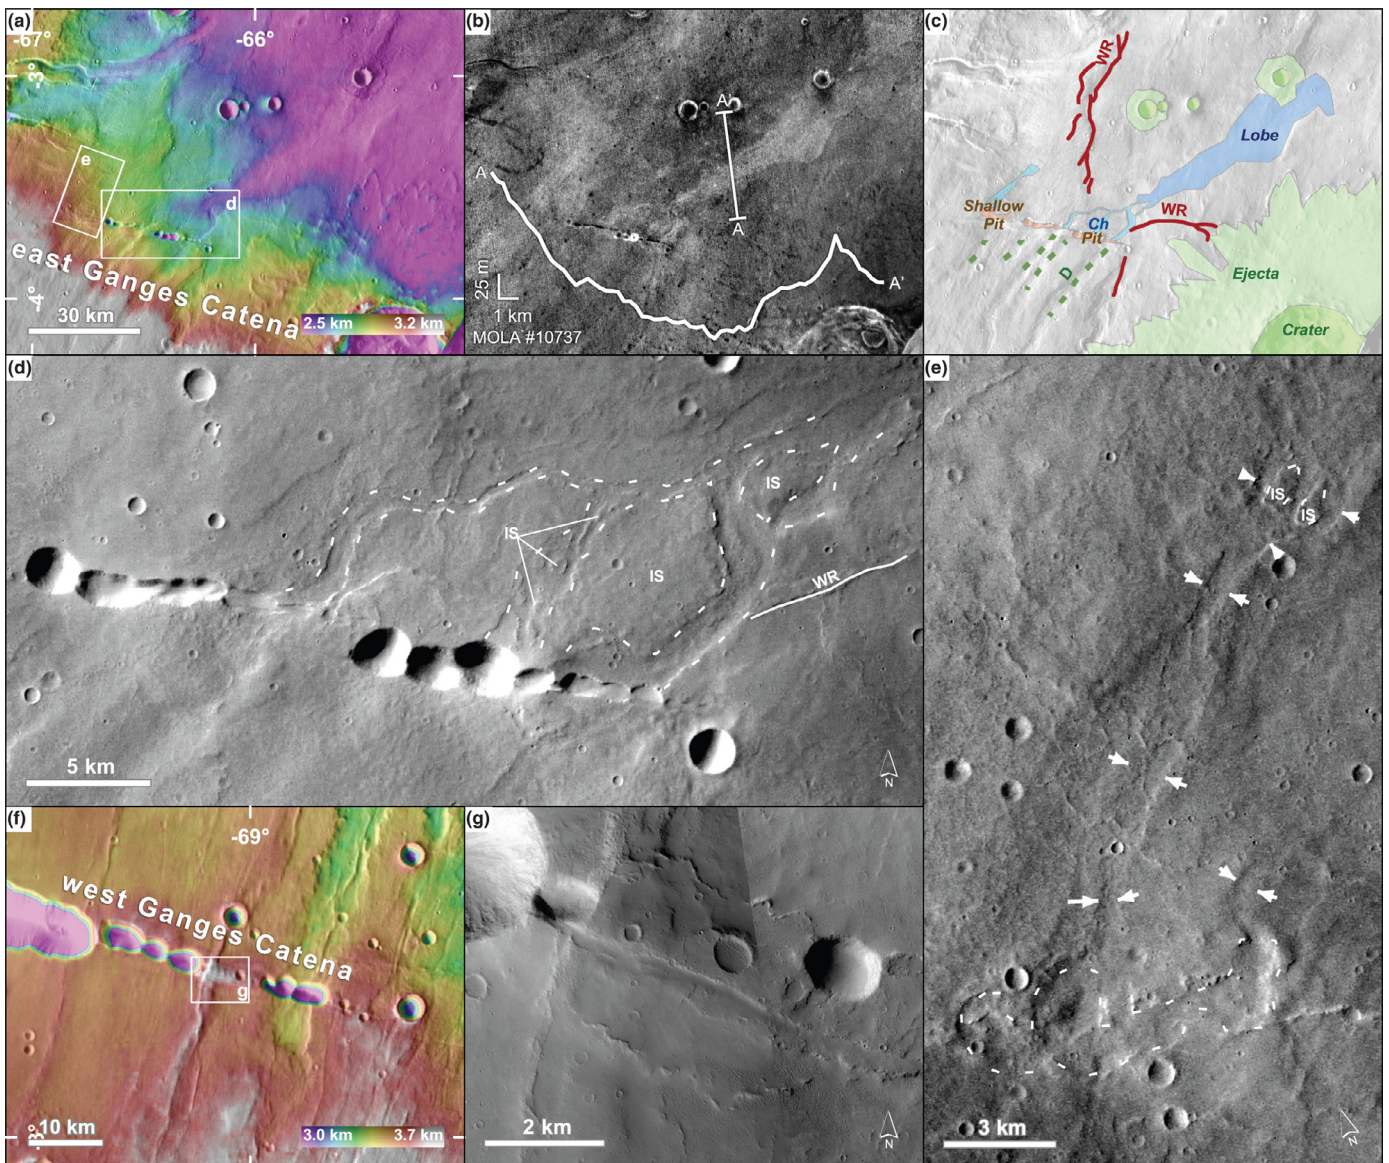 (a)
-67°
-66°
-3°
e
d
east Ganges Catena
-4°
30 km
2.5 km 3.2 km
(b)
A'
A
A
A'
25 m
1 km
MOLA #10737
(c)
WR
Lobe
Shallow
Pit
Ch
Pit
WR
D
Ejecta
Crater
(d)
IS
IS
IS
WR
5 km
N
(e)
IS
IS
3 km
N
(f)
-69°
west Ganges Catena
g
10 km
3.0 km 3.7 km
(g)
2 km
N